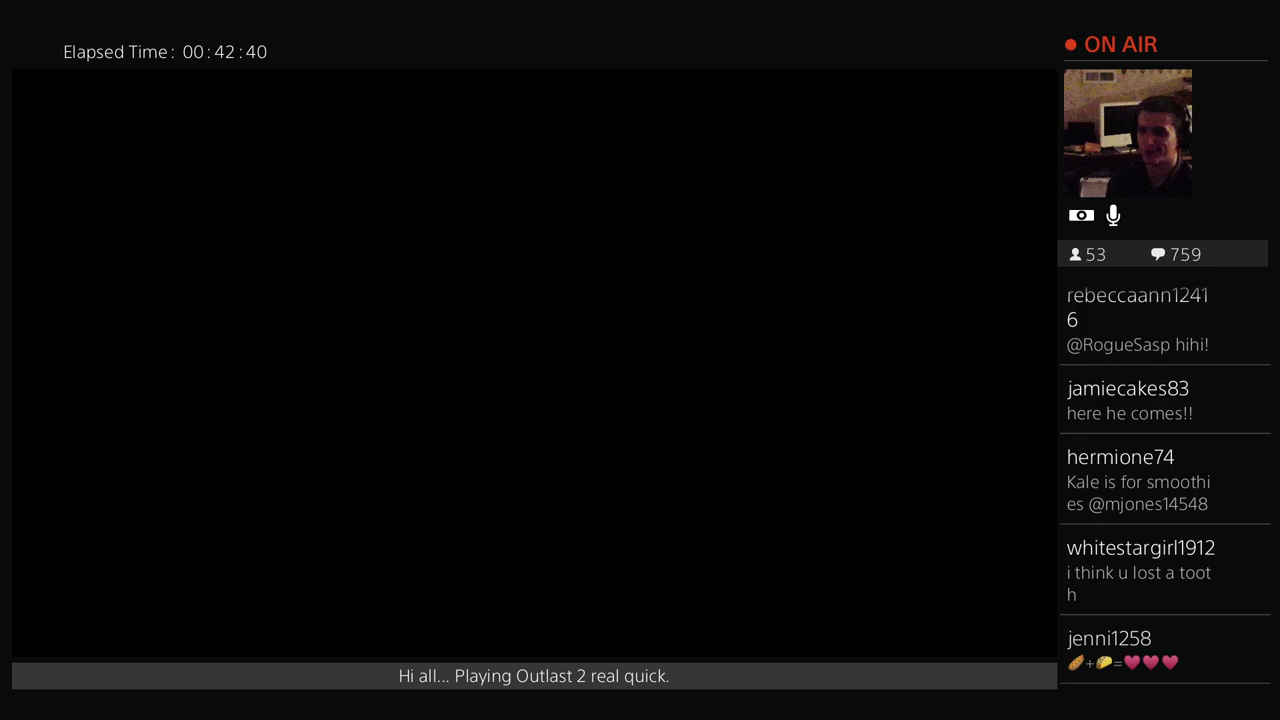 Elapsed Time: 00:42:40
ON AIR
53 759
rebeccaann1241
6
@RogueSasp hihi!
jamiecakes83
here he comes!!
hermione74
Kale is for smoothi
es @mjones14548
whitestargirl1912
i think u lost a toot
h
jenni1258
🥖+🌮=❤❤❤
Hi all... Playing Outlast 2 real quick.